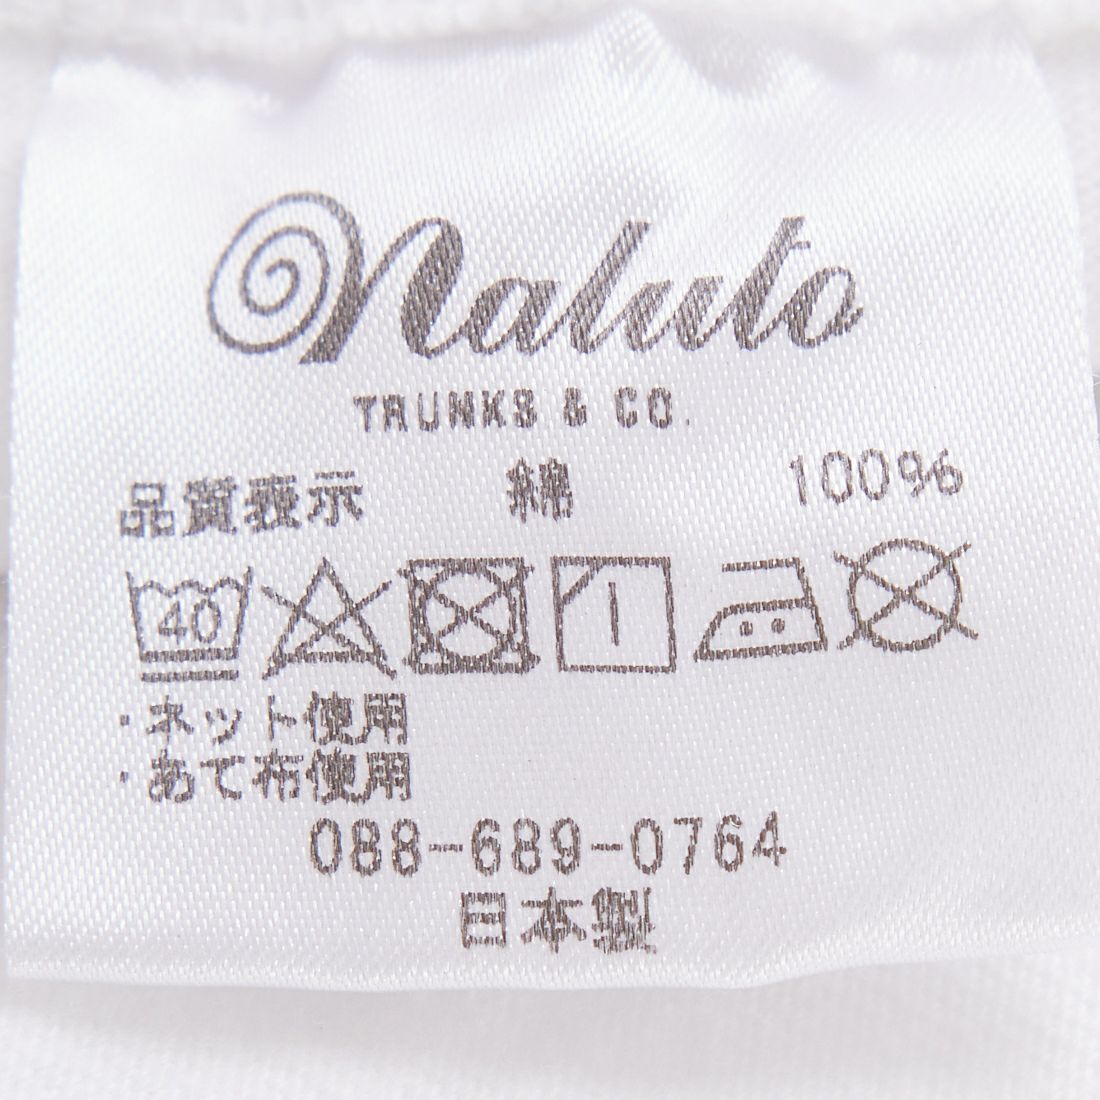 naluto
TRUNKS & CO.
品質表示 綿 100%
40
・ネット使用
・あて布使用
088-689-0764
日本製